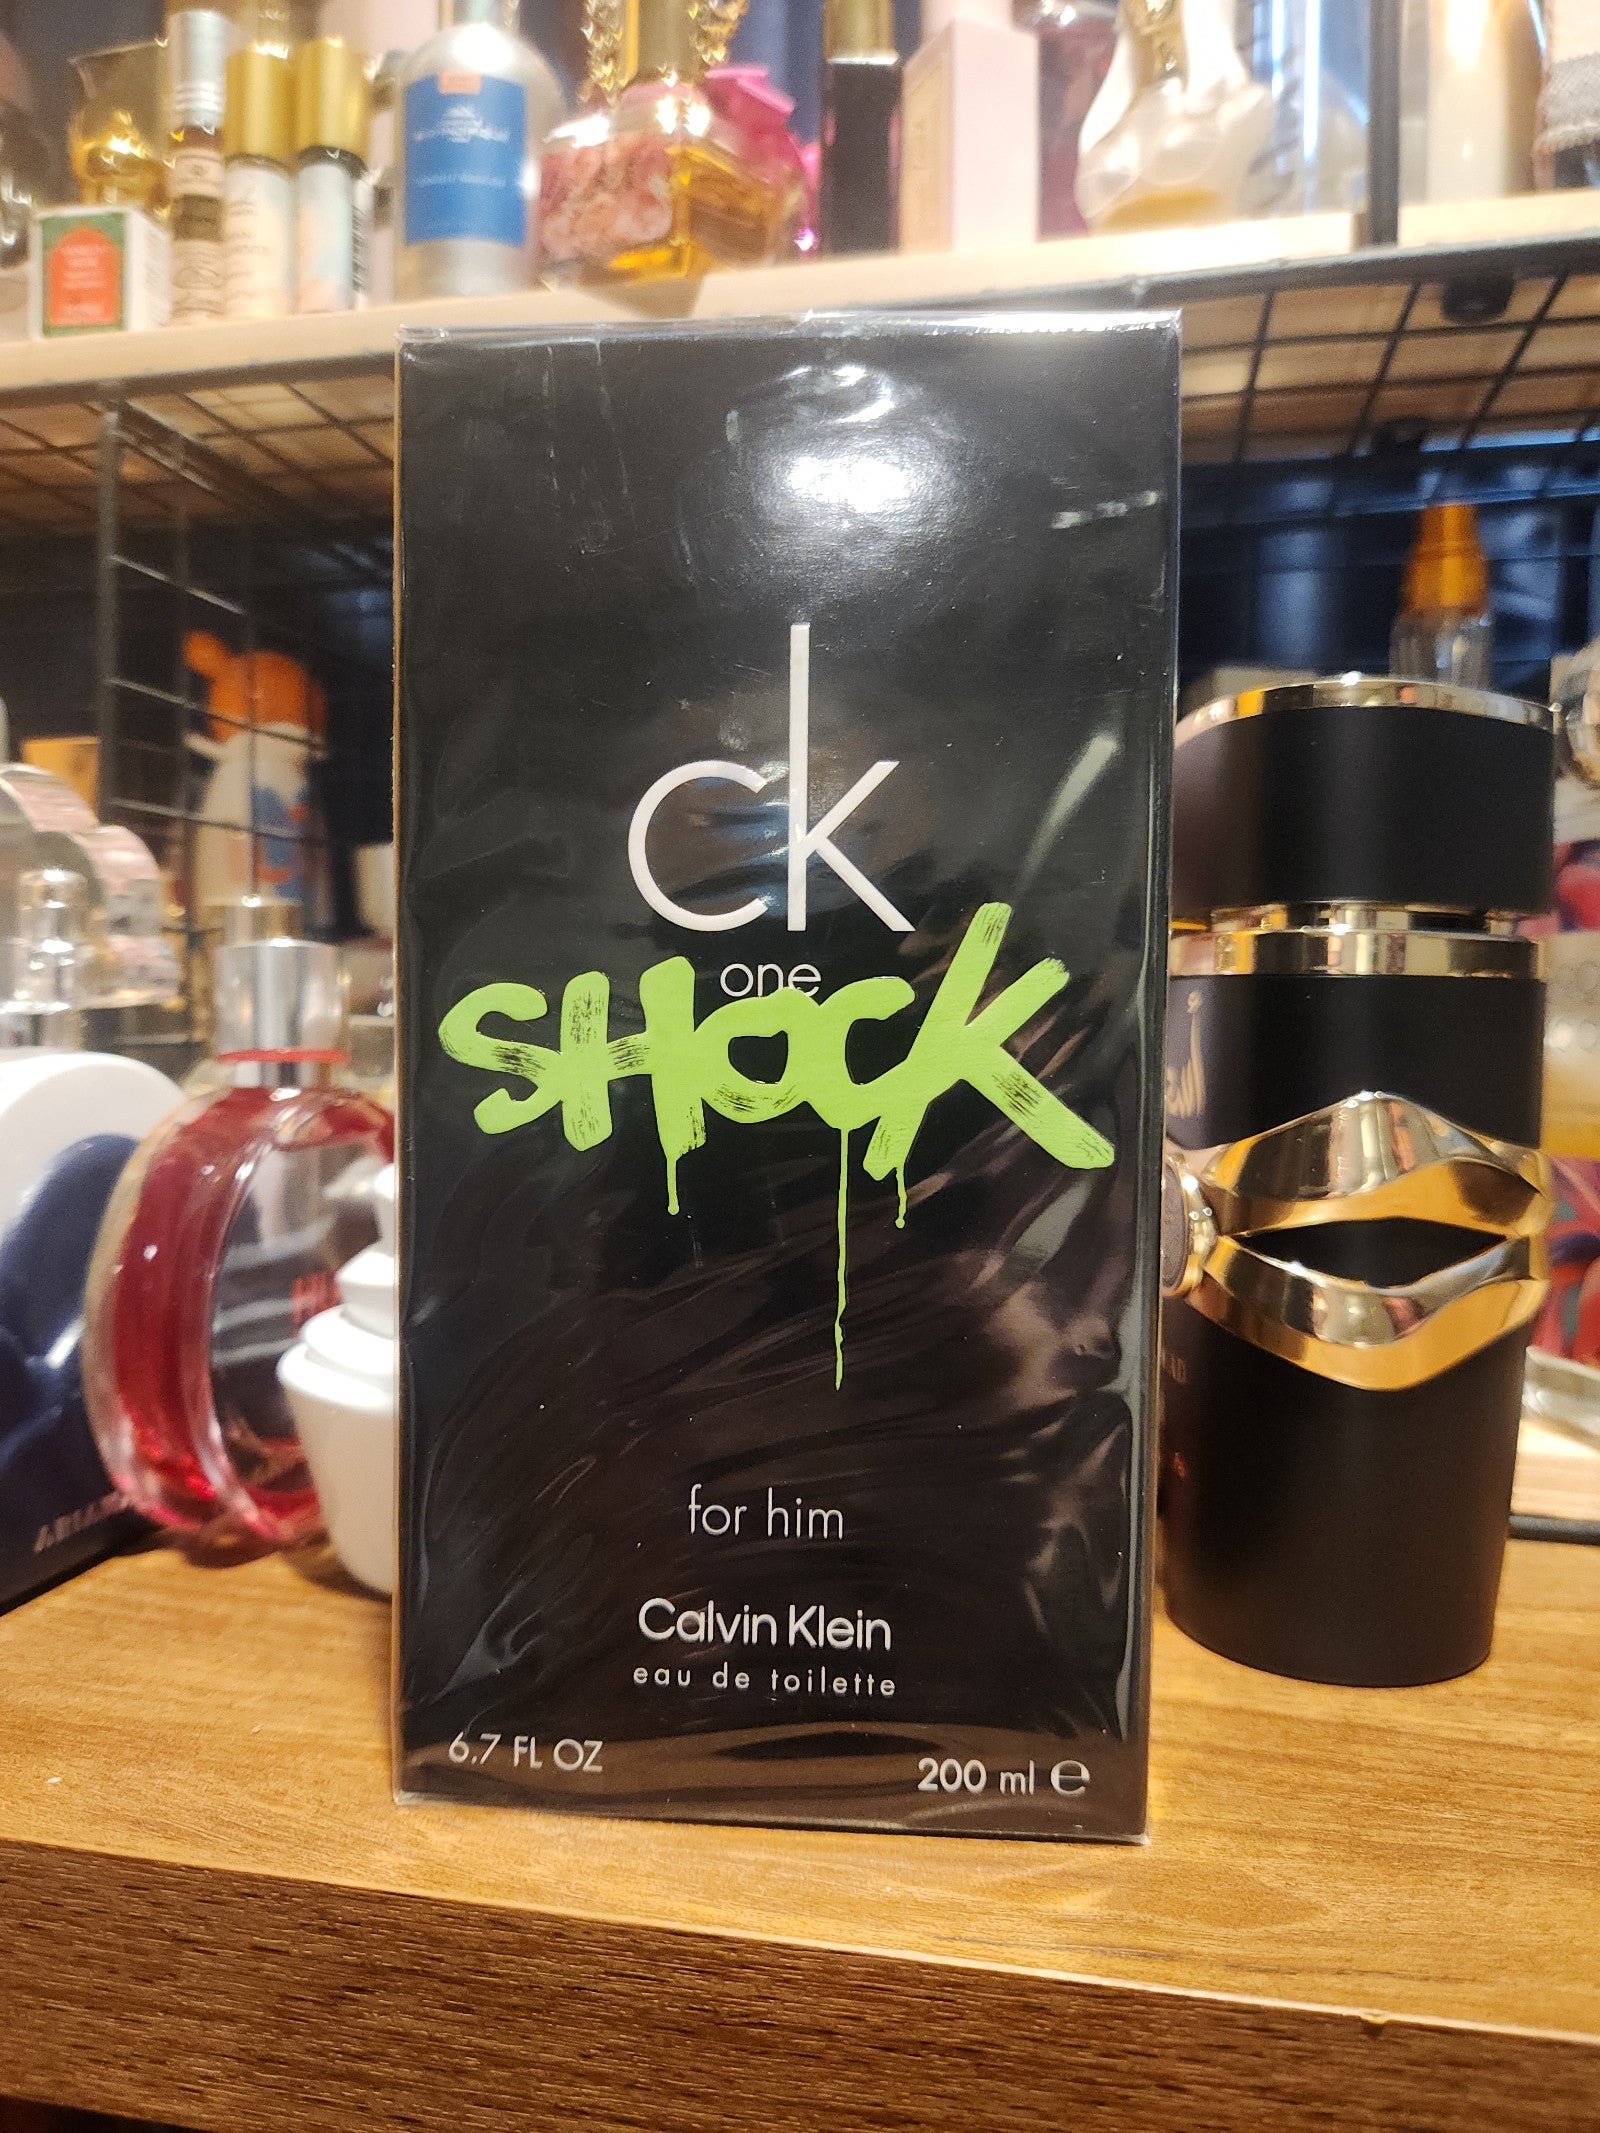 ck
one
SHOCK
for him
Calvin Klein
eau de toilette
6.7 FL OZ
200 ml e